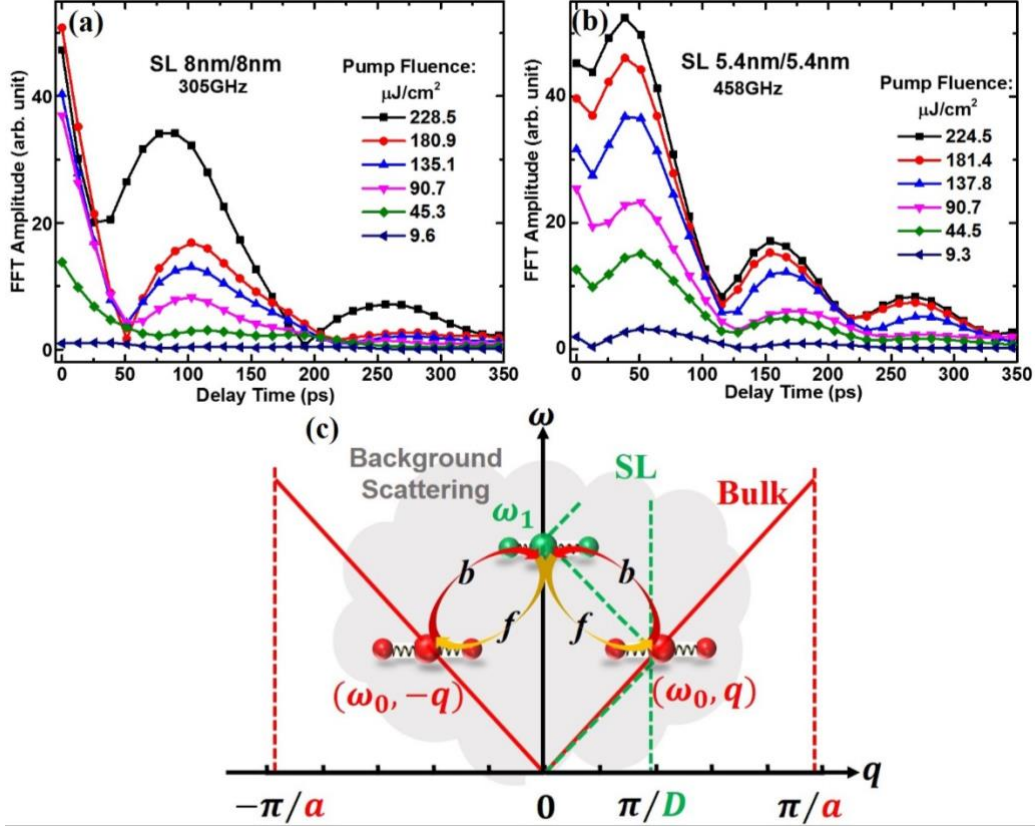 (a)
SL 8nm/8nm
305GHz
Pump Fluence:
μJ/cm²
228.5
180.9
135.1
90.7
45.3
9.6
FFT Amplitude (arb. unit)
40
20
0
0 50 100 150 200 250 300 350
Delay Time (ps)
(b)
SL 5.4nm/5.4nm
458GHz
Pump Fluence:
μJ/cm²
224.5
181.4
137.8
90.7
44.5
9.3
FFT Amplitude (arb. unit)
40
20
0
0 50 100 150 200 250 300 350
Delay Time (ps)
(c)
ω
Background
Scattering
SL
Bulk
ω₁
b
b
f
f
(ω₀, −q)
(ω₀, q)
−π/a
0
π/D
π/a
q